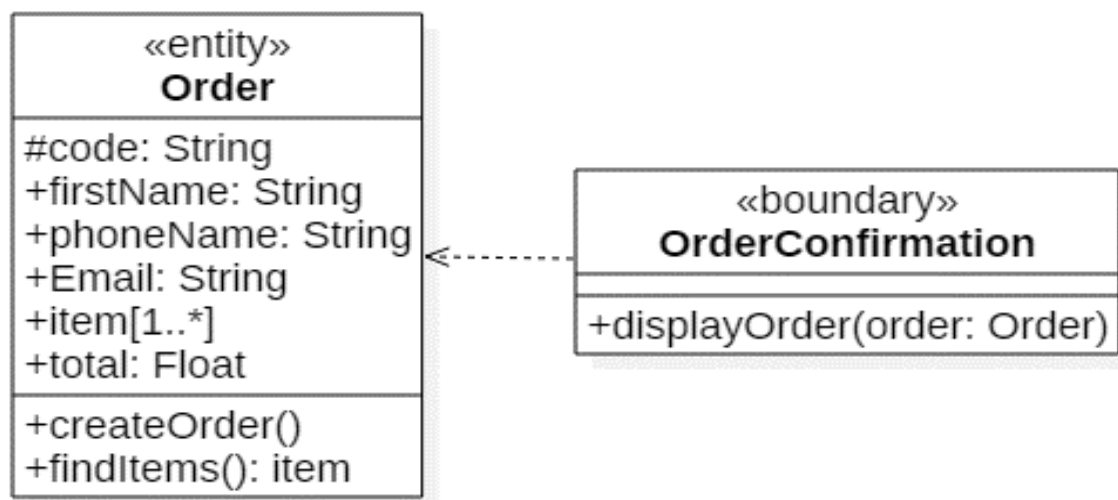 «entity»
Order
#code: String
+firstName: String
+phoneName: String
+Email: String
+item[1..*]
+total: Float
+createOrder()
+findItems(): item
«boundary»
OrderConfirmation
+displayOrder(order: Order)